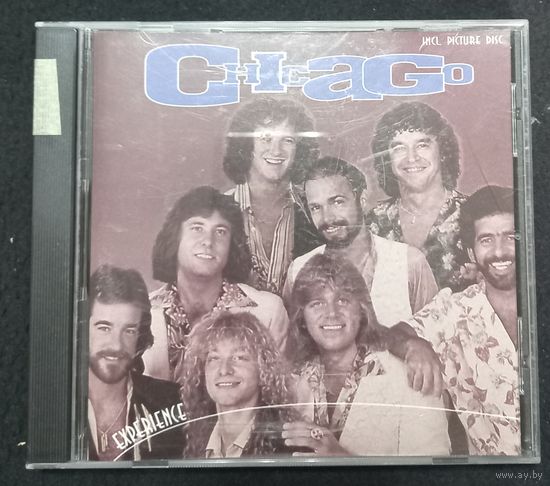 INCL. PICTURE DISC
CHICAGO
EXPERIENCE
www.ay.by